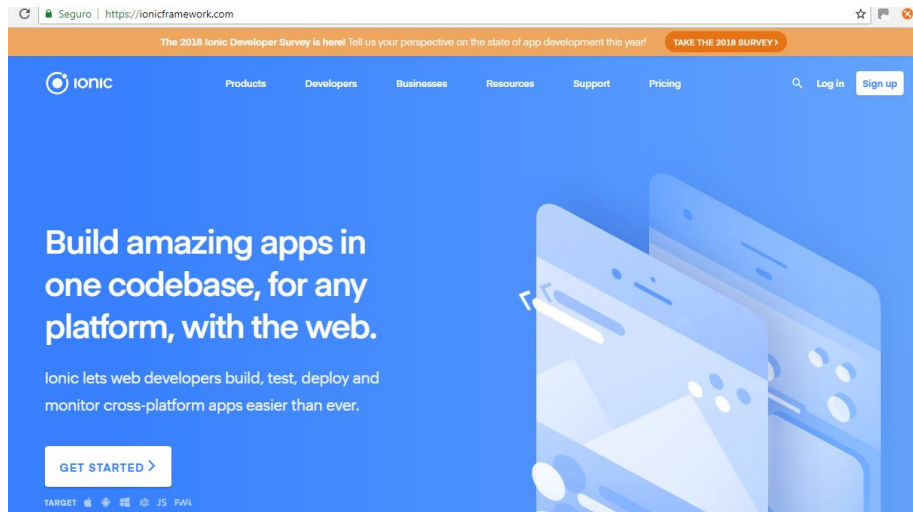 Seguro | https://ionicframework.com
The 2018 Ionic Developer Survey is here! Tell us your perspective on the state of app development this year! TAKE THE 2018 SURVEY >
ionic Products Developers Businesses Resources Support Pricing Log in Sign up
Build amazing apps in
one codebase, for any
platform, with the web.
Ionic lets web developers build, test, deploy and
monitor cross-platform apps easier than ever.
GET STARTED >
TARGET JS PWA